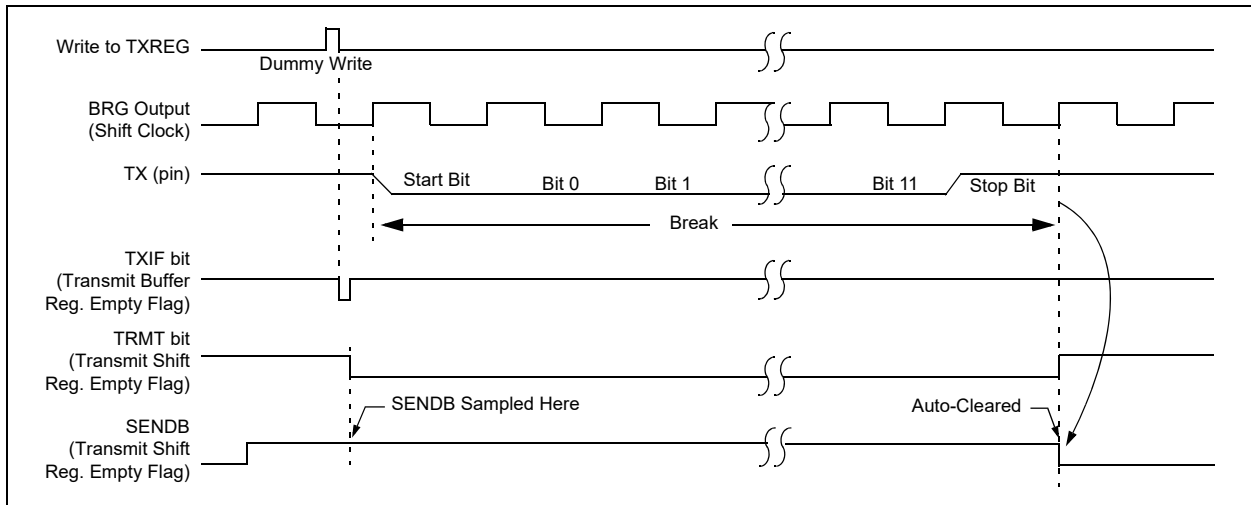 Write to TXREG
Dummy Write
BRG Output
(Shift Clock)
TX (pin)
Start Bit
Bit 0
Bit 1
Bit 11
Stop Bit
Break
TXIF bit
(Transmit Buffer
Reg. Empty Flag)
TRMT bit
(Transmit Shift
Reg. Empty Flag)
SENDB Sampled Here
Auto-Cleared
SENDB
(Transmit Shift
Reg. Empty Flag)